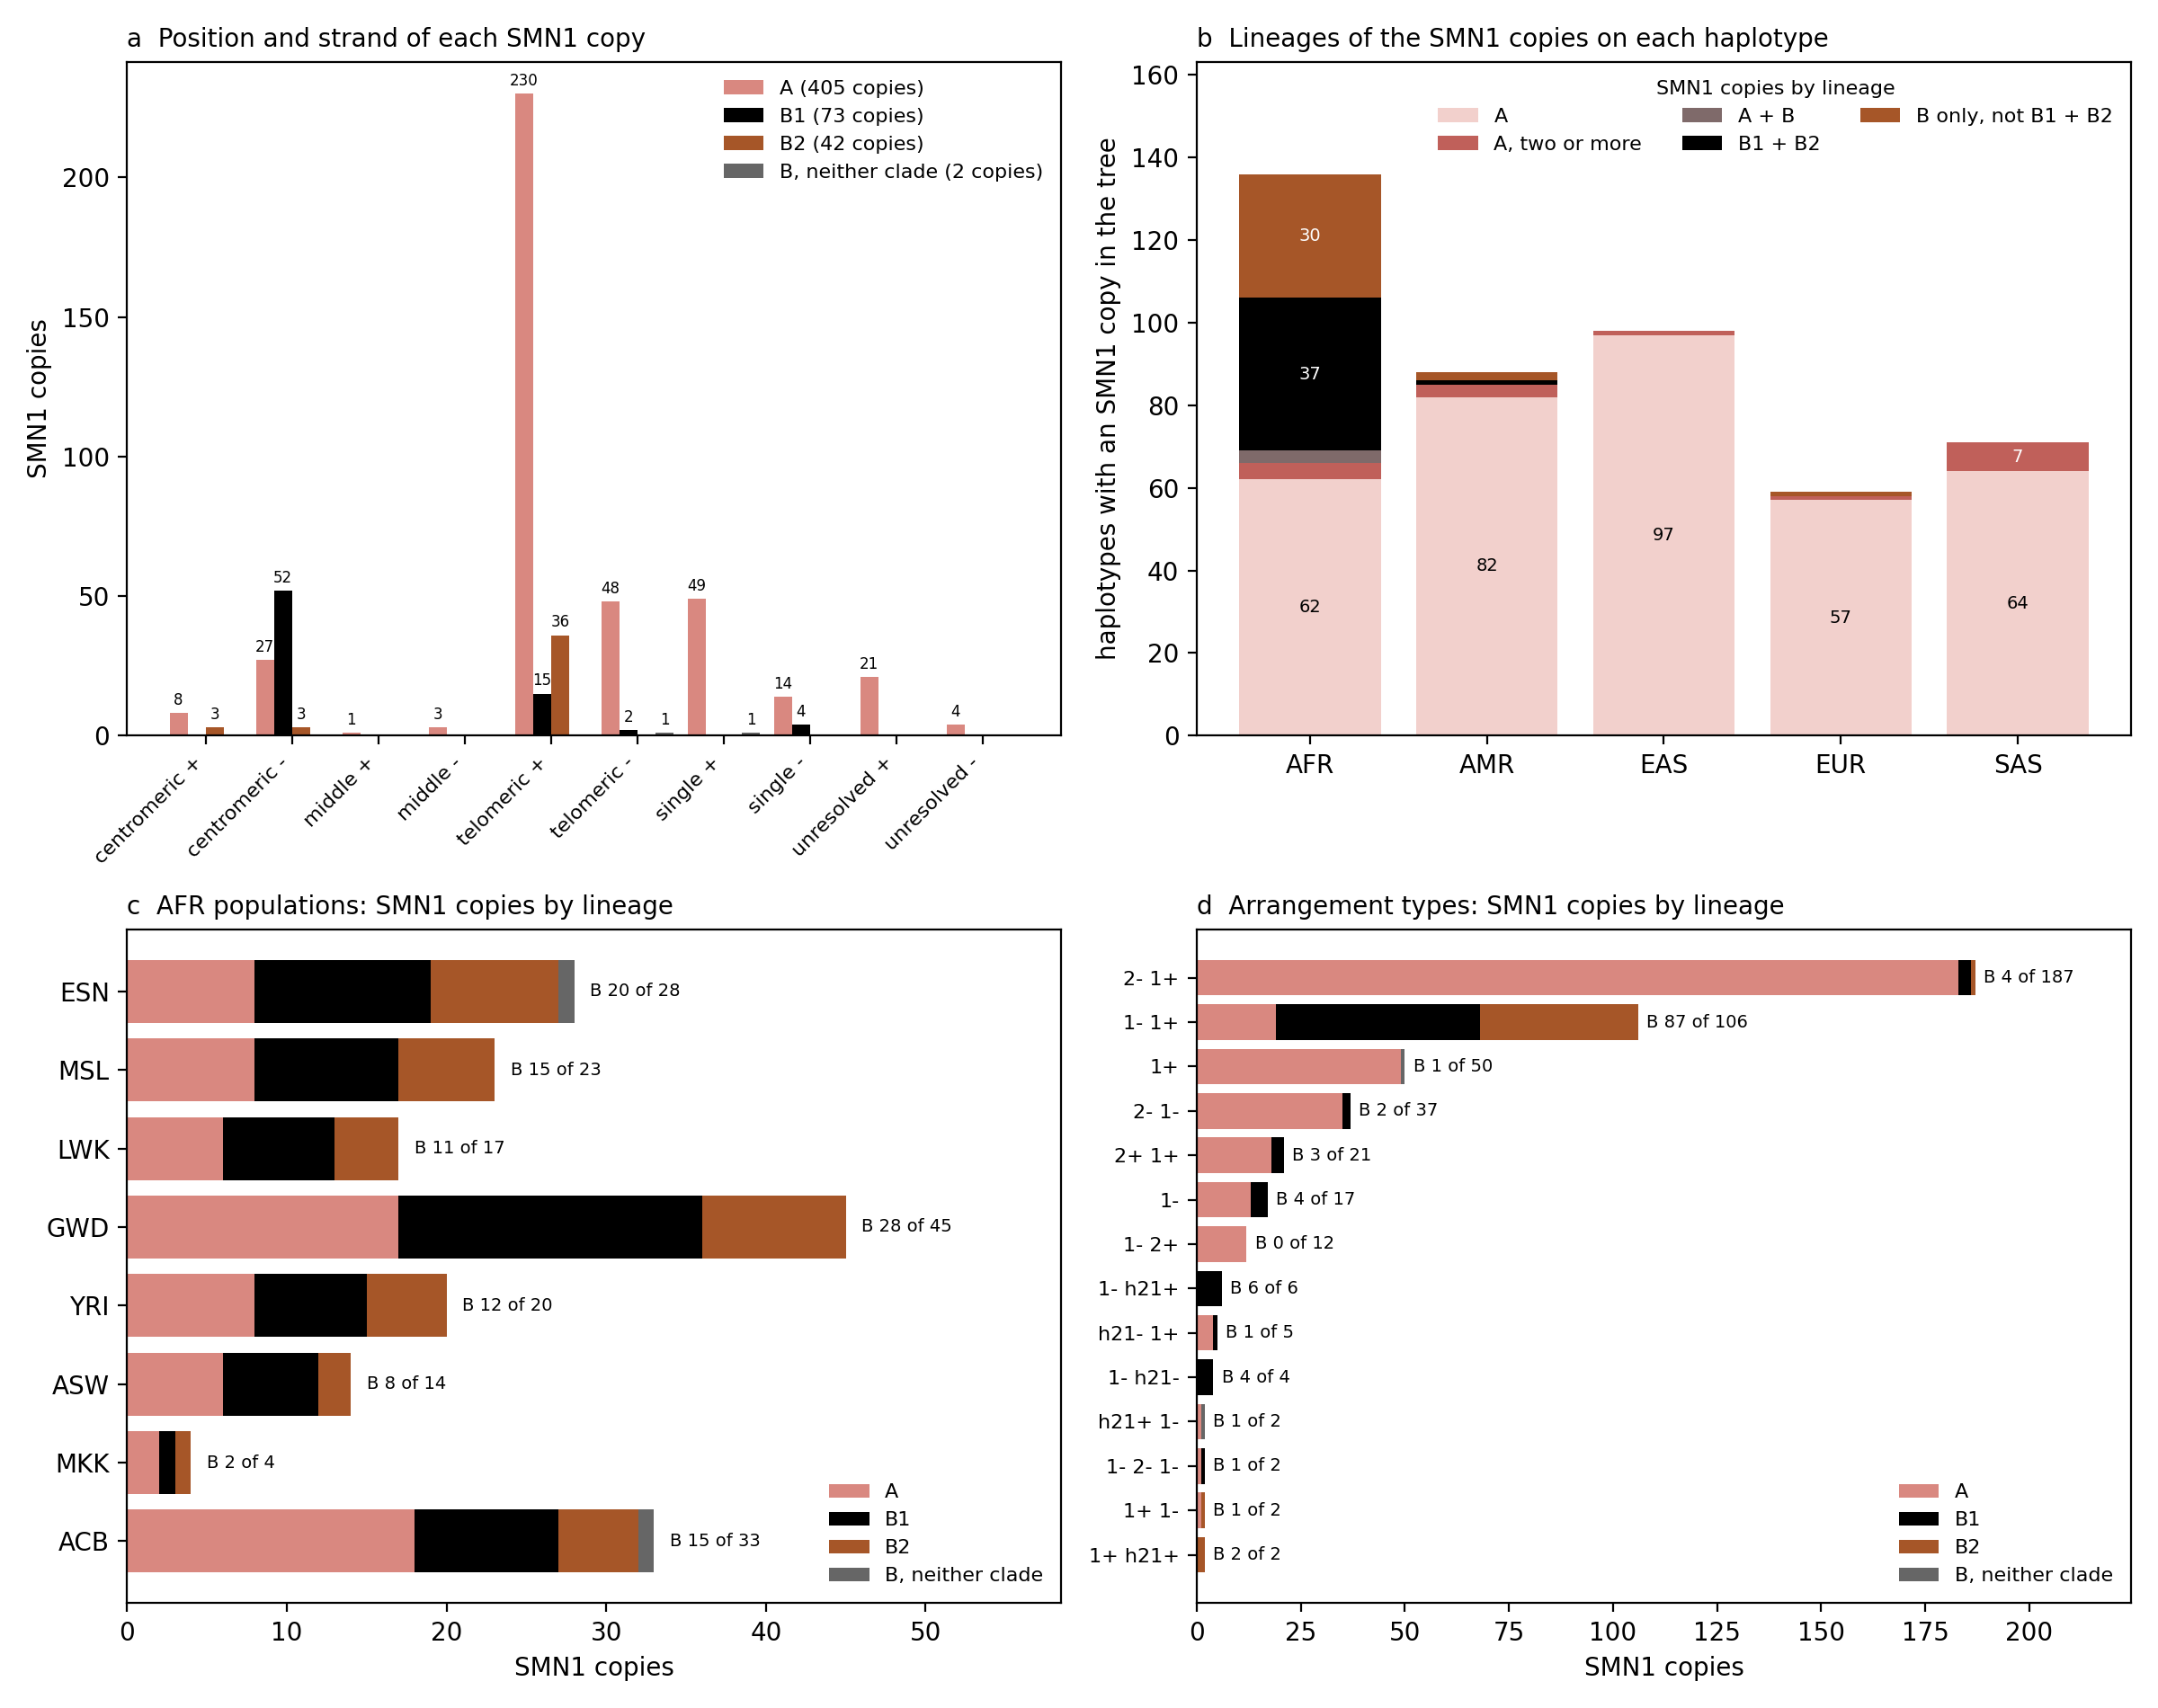 a Position and strand of each SMN1 copy
SMN1 copies
0
50
100
150
200
A (405 copies)
B1 (73 copies)
B2 (42 copies)
B, neither clade (2 copies)
8
3
27
52
3
1
3
230
15
36
48
2
1
49
1
14
4
21
4
centromeric +
centromeric -
middle +
middle -
telomeric +
telomeric -
single +
single -
unresolved +
unresolved -
b Lineages of the SMN1 copies on each haplotype
haplotypes with an SMN1 copy in the tree
0
20
40
60
80
100
120
140
160
SMN1 copies by lineage
A
A, two or more
A + B
B1 + B2
B only, not B1 + B2
30
37
62
82
97
57
7
64
AFR
AMR
EAS
EUR
SAS
c AFR populations: SMN1 copies by lineage
ESN
B 20 of 28
MSL
B 15 of 23
LWK
B 11 of 17
GWD
B 28 of 45
YRI
B 12 of 20
ASW
B 8 of 14
MKK
B 2 of 4
ACB
B 15 of 33
A
B1
B2
B, neither clade
0
10
20
30
40
50
SMN1 copies
d Arrangement types: SMN1 copies by lineage
2- 1+
B 4 of 187
1- 1+
B 87 of 106
1+
B 1 of 50
2- 1-
B 2 of 37
2+ 1+
B 3 of 21
1-
B 4 of 17
1- 2+
B 0 of 12
1- h21+
B 6 of 6
h21- 1+
B 1 of 5
1- h21-
B 4 of 4
h21+ 1-
B 1 of 2
1- 2- 1-
B 1 of 2
1+ 1-
B 1 of 2
1+ h21+
B 2 of 2
A
B1
B2
B, neither clade
0
25
50
75
100
125
150
175
200
SMN1 copies